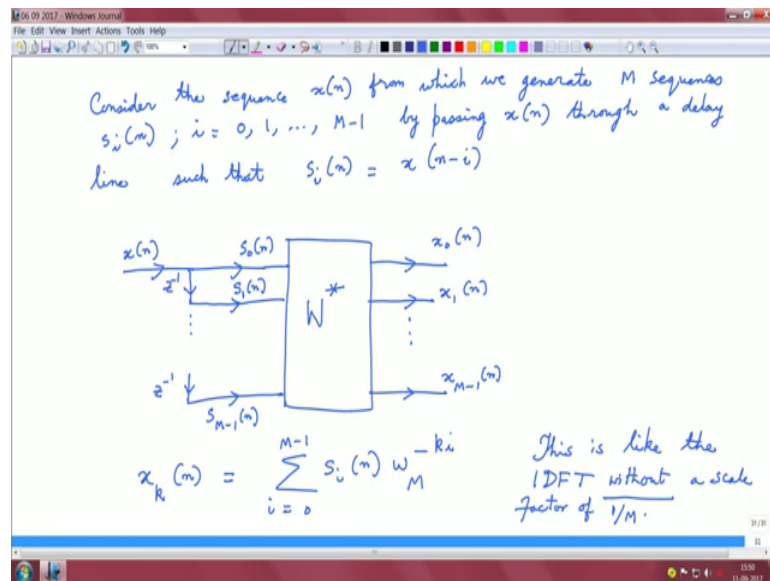 06 09 2017 - Windows Journal
File Edit View Insert Actions Tools Help
100%
Consider the sequence x(n) from which we generate M sequences
s_i(n) ; i = 0, 1, ..., M-1 by passing x(n) through a delay
line such that s_i(n) = x(n-i)
x(n) s_0(n) x_0(n)
z^{-1} s_1(n) W^* x_1(n)
⋮ ⋮
z^{-1} s_{M-1}(n) x_{M-1}(n)
x_k(n) = \sum_{i=0}^{M-1} s_i(n) w_M^{-ki}
This is like the
IDFT without a scale
factor of 1/M.
31/31
31
15:50
11-09-2017